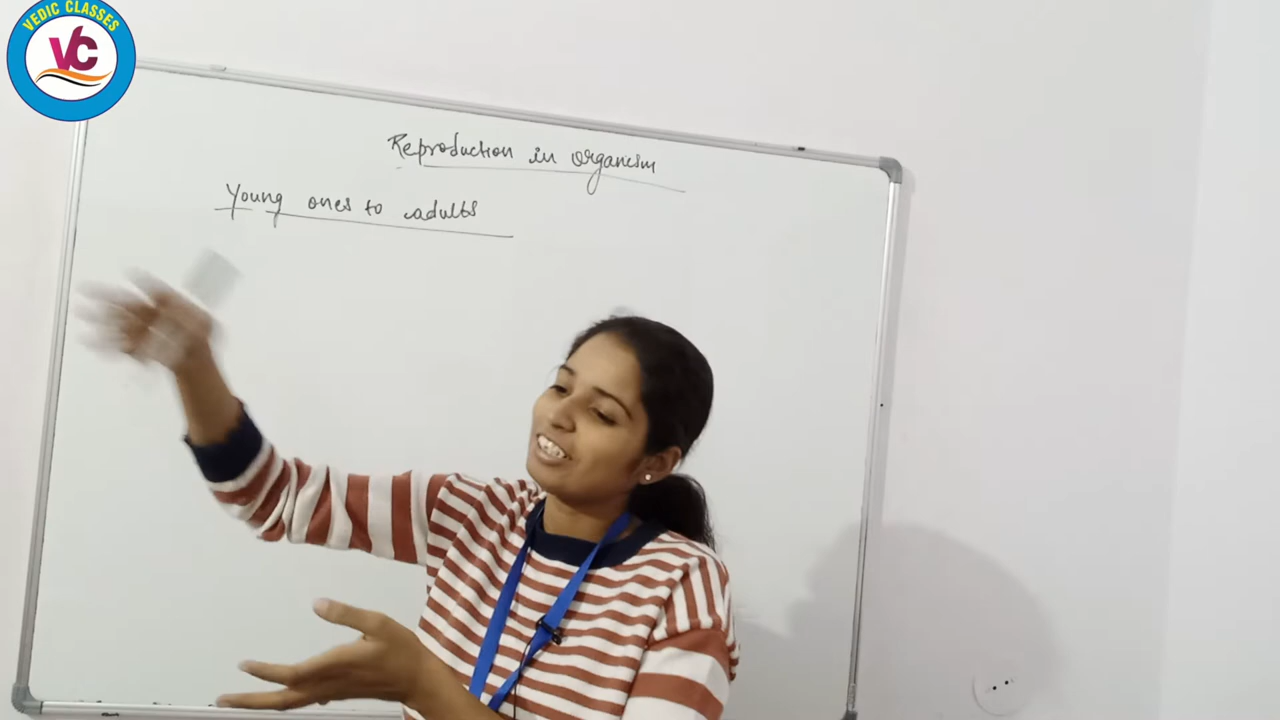 VEDIC CLASSES
VC
Reproduction in organism
Young ones to adults